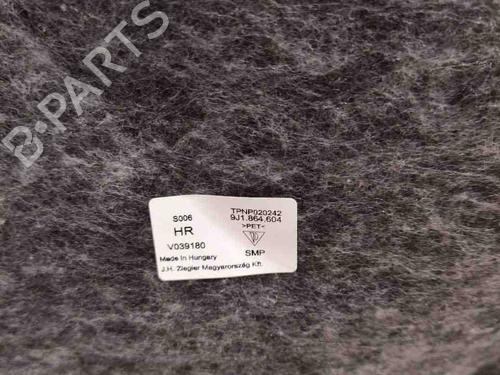 B-PARTS
S006
TPNP020242
9J1.864.604
HR
>PET<
V039180
SMP
Made in Hungary
J.H. Ziegler Magyarország Kft.